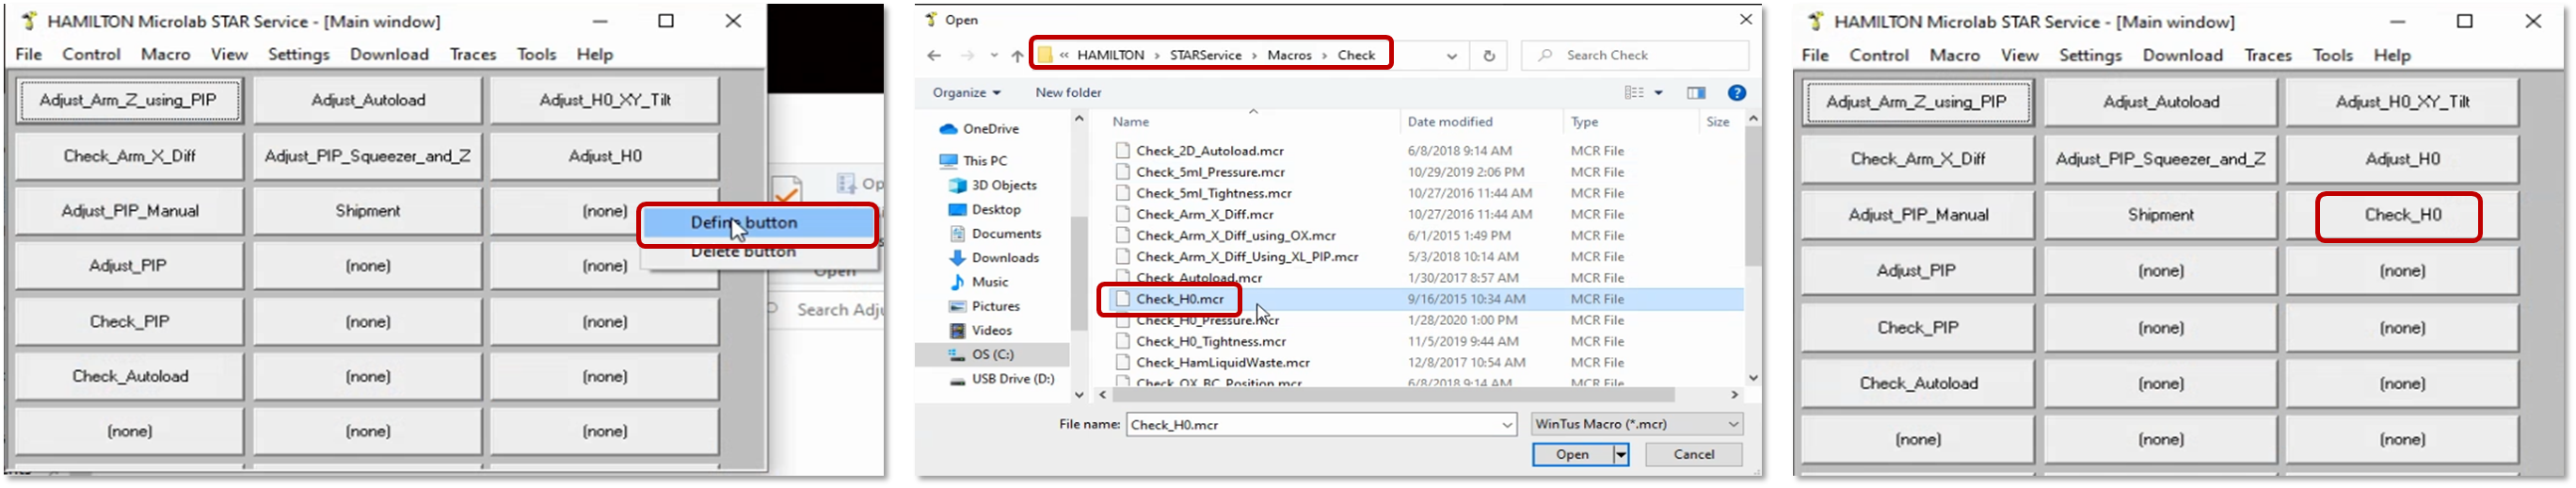 HAMILTON Microlab STAR Service - [Main window]
File Control Macro View Settings Download Traces Tools Help
Adjust_Arm_Z_using_PIP Adjust_Autoload Adjust_H0_XY_Tilt
Check_Arm_X_Diff Adjust_PIP_Squeezer_and_Z Adjust_H0
Adjust_PIP_Manual Shipment (none)
Define button
Delete button
Adjust_PIP (none) (none)
Check_PIP (none) (none)
Check_Autoload (none) (none)
(none) (none) (none)
Open
Search Adju
Open
« HAMILTON › STARService › Macros › Check
Search Check
Organize New folder
OneDrive
This PC
3D Objects
Desktop
Documents
Downloads
Music
Pictures
Videos
OS (C:)
USB Drive (D:)
Name Date modified Type Size
Check_2D_Autoload.mcr 6/8/2018 9:14 AM MCR File
Check_5ml_Pressure.mcr 10/29/2019 2:06 PM MCR File
Check_5ml_Tightness.mcr 10/27/2016 11:44 AM MCR File
Check_Arm_X_Diff.mcr 10/27/2016 11:44 AM MCR File
Check_Arm_X_Diff_using_OX.mcr 6/1/2015 1:49 PM MCR File
Check_Arm_X_Diff_Using_XL_PIP.mcr 5/3/2018 10:14 AM MCR File
Check_Autoload.mcr 1/30/2017 8:57 AM MCR File
Check_H0.mcr 9/16/2015 10:34 AM MCR File
Check_H0_Pressure.mcr 1/28/2020 1:00 PM MCR File
Check_H0_Tightness.mcr 11/5/2019 9:44 AM MCR File
Check_HamLiquidWaste.mcr 12/8/2017 10:54 AM MCR File
Check_OX_BC_Position.mcr 6/8/2018 9:14 AM MCR File
File name: Check_H0.mcr WinTus Macro (*.mcr)
Open Cancel
HAMILTON Microlab STAR Service - [Main window]
File Control Macro View Settings Download Traces Tools Help
Adjust_Arm_Z_using_PIP Adjust_Autoload Adjust_H0_XY_Tilt
Check_Arm_X_Diff Adjust_PIP_Squeezer_and_Z Adjust_H0
Adjust_PIP_Manual Shipment Check_H0
Adjust_PIP (none) (none)
Check_PIP (none) (none)
Check_Autoload (none) (none)
(none) (none) (none)